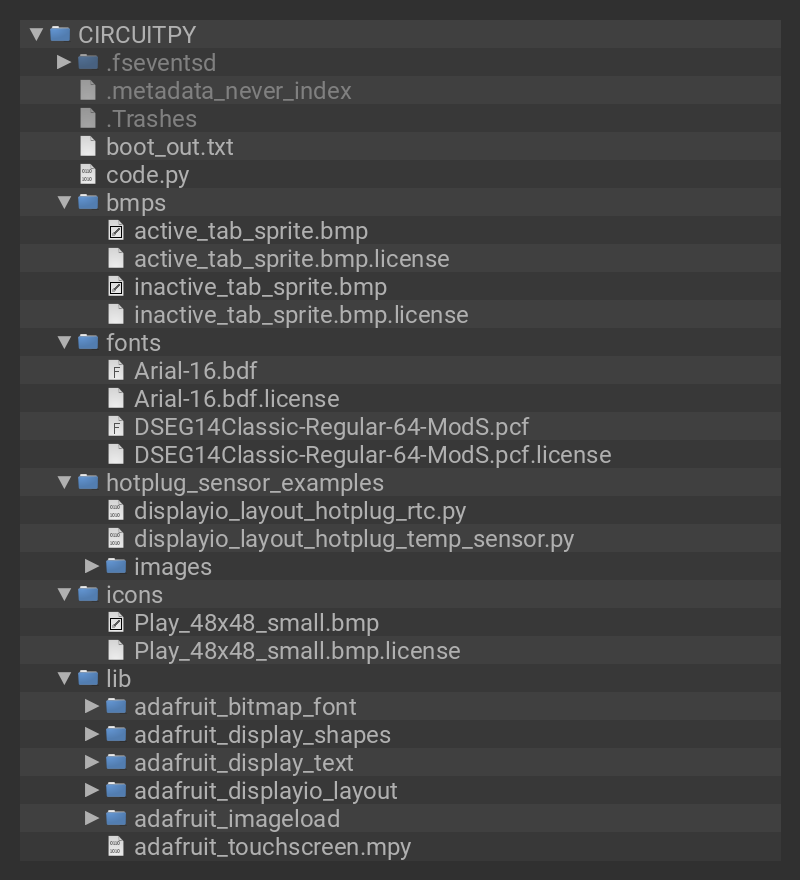 CIRCUITPY
.fseventsd
.metadata_never_index
.Trashes
boot_out.txt
code.py
bmps
active_tab_sprite.bmp
active_tab_sprite.bmp.license
inactive_tab_sprite.bmp
inactive_tab_sprite.bmp.license
fonts
Arial-16.bdf
Arial-16.bdf.license
DSEG14Classic-Regular-64-ModS.pcf
DSEG14Classic-Regular-64-ModS.pcf.license
hotplug_sensor_examples
displayio_layout_hotplug_rtc.py
displayio_layout_hotplug_temp_sensor.py
images
icons
Play_48x48_small.bmp
Play_48x48_small.bmp.license
lib
adafruit_bitmap_font
adafruit_display_shapes
adafruit_display_text
adafruit_displayio_layout
adafruit_imageload
adafruit_touchscreen.mpy